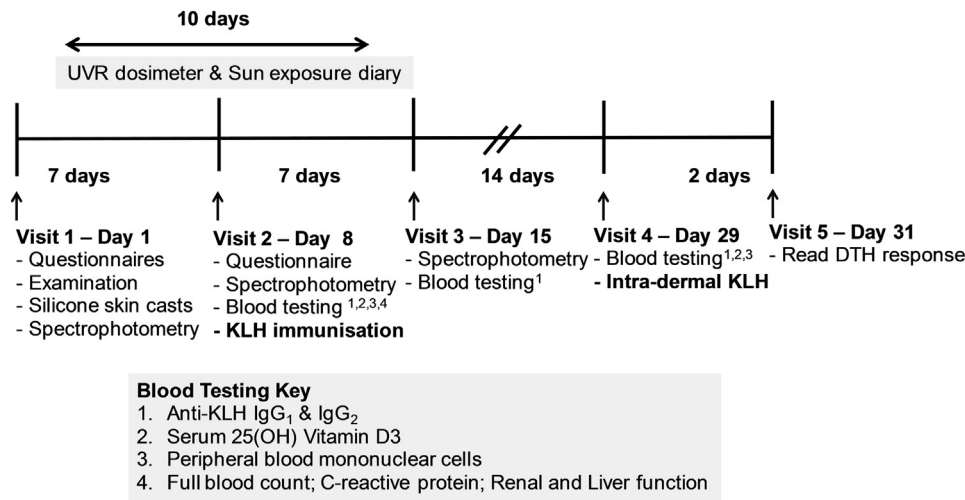 10 days
UVR dosimeter & Sun exposure diary
7 days
7 days
14 days
2 days
Visit 1 – Day 1
- Questionnaires
- Examination
- Silicone skin casts
- Spectrophotometry
Visit 2 – Day 8
- Questionnaire
- Spectrophotometry
- Blood testing 1,2,3,4
- KLH immunisation
Visit 3 – Day 15
- Spectrophotometry
- Blood testing1
Visit 4 – Day 29
- Blood testing1,2,3
- Intra-dermal KLH
Visit 5 – Day 31
- Read DTH response
Blood Testing Key
1. Anti-KLH IgG1 & IgG2
2. Serum 25(OH) Vitamin D3
3. Peripheral blood mononuclear cells
4. Full blood count; C-reactive protein; Renal and Liver function